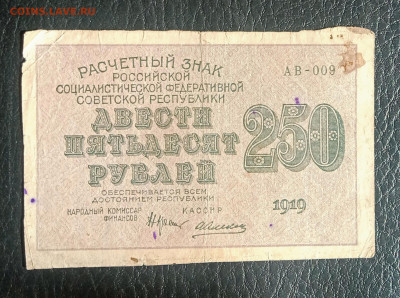 COINS.LAVE.RU
РАСЧЕТНЫЙ ЗНАК
РОССИЙСКОЙ
СОЦИАЛИСТИЧЕСКОЙ ФЕДЕРАТИВНОЙ
СОВЕТСКОЙ РЕСПУБЛИКИ
АВ-009
ДВЕСТИ
ПЯТЬДЕСЯТ
РУБЛЕЙ
250
ОБЕСПЕЧИВАЕТСЯ ВСЕМ
ДОСТОЯНИЕМ РЕСПУБЛИКИ
НАРОДНЫЙ КОМИССАР
ФИНАНСОВ
КАССИР
1919